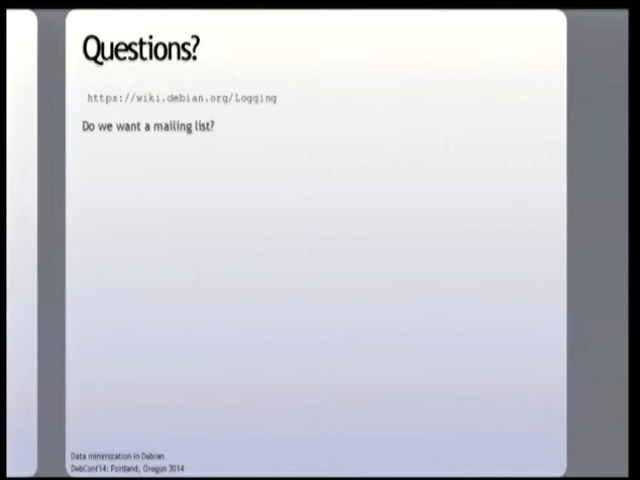 Questions?
https://wiki.debian.org/Logging
Do we want a mailing list?
Data minimization in Debian
DebConf14: Portland, Oregon 2014